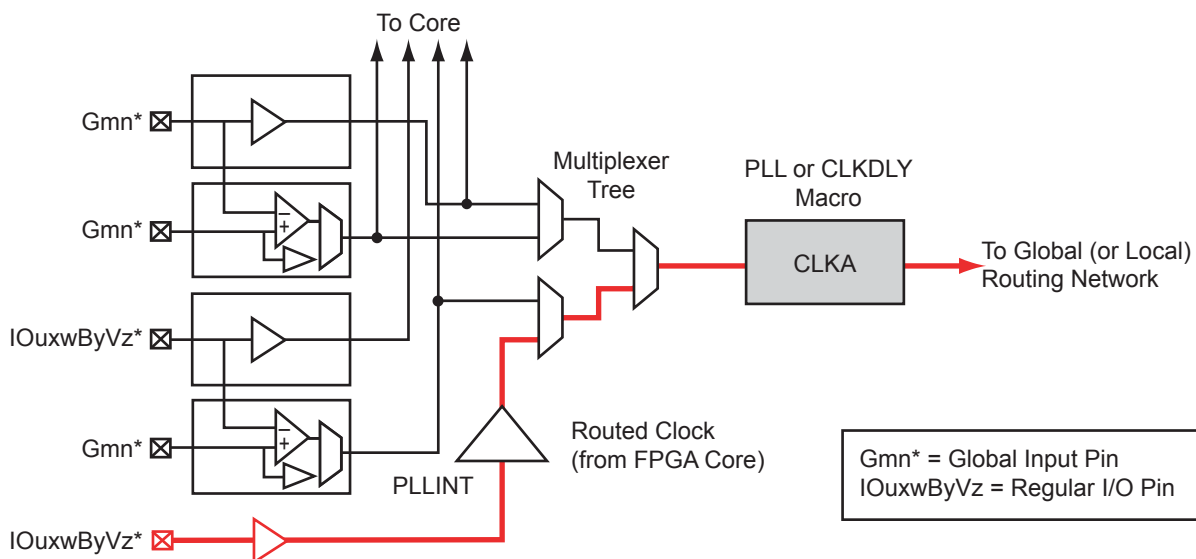 To Core
Gmn*
Multiplexer
Tree
PLL or CLKDLY
Macro
Gmn*
−
+
CLKA
To Global (or Local)
Routing Network
IOuxwByVz*
Gmn*
−
+
Routed Clock
(from FPGA Core)
PLLINT
Gmn* = Global Input Pin
IOuxwByVz = Regular I/O Pin
IOuxwByVz*